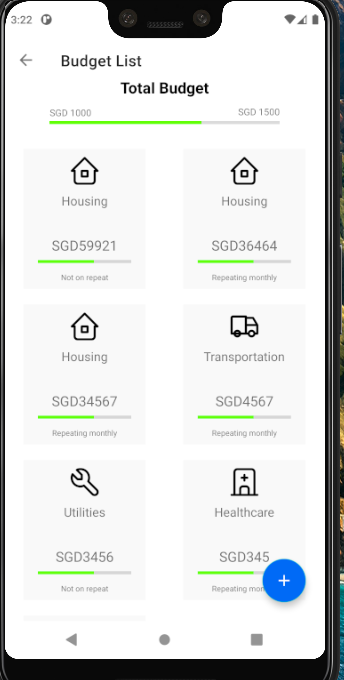 3:22
Budget List
Total Budget
SGD 1000 SGD 1500
Housing Housing
SGD59921 SGD36464
Not on repeat Repeating monthly
Housing Transportation
SGD34567 SGD4567
Repeating monthly Repeating monthly
Utilities Healthcare
SGD3456 SGD345
Not on repeat Repeating mon
+